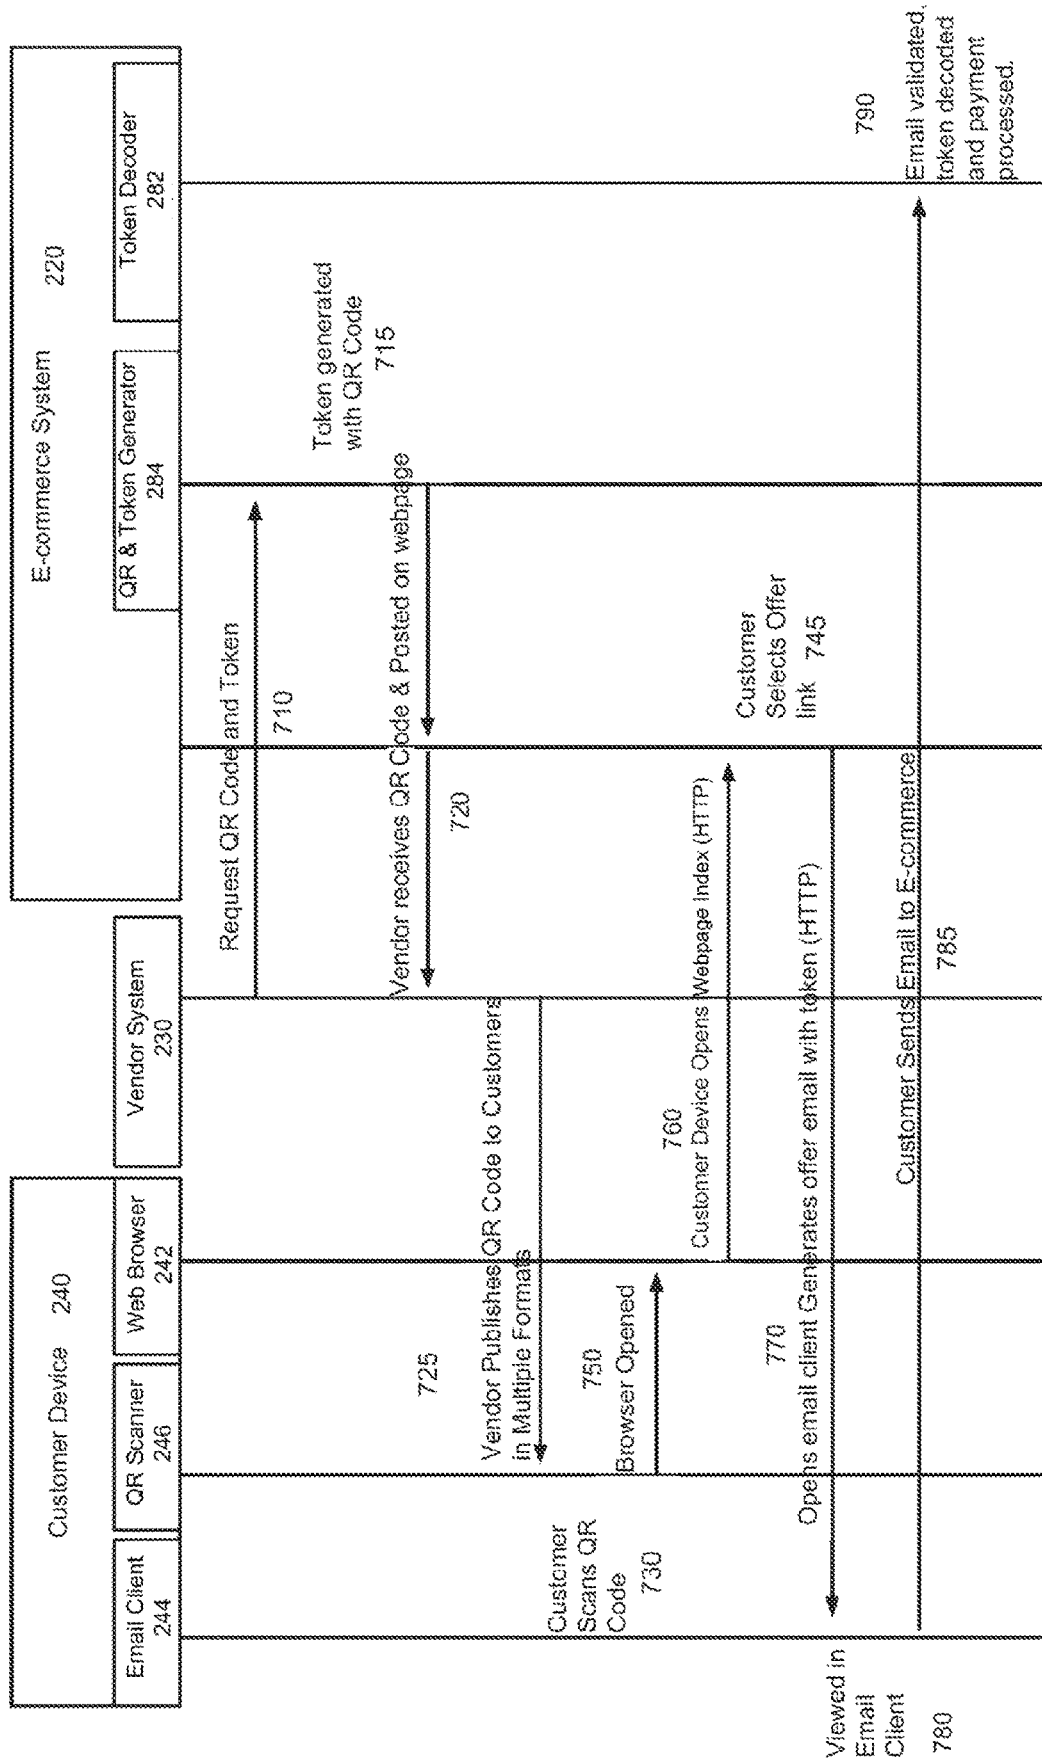 Customer Device 240
Email Client
244
QR Scanner
246
Web Browser
242
Vendor System
230
E-commerce System 220
QR & Token Generator
284
Token Decoder
282
Request QR Code and Token
710
Token generated
with QR Code
715
Vendor receives QR Code & Posted on webpage
720
725
Vendor Publishes QR Code to Customers
in Multiple Formats
Customer
Scans QR
Code
730
750
Browser Opened
760
Customer Device Opens Webpage Index (HTTP)
Customer
Selects Offer
link 745
770
Opens email client Generates offer email with token (HTTP)
Viewed in
Email
Client
780
Customer Sends Email to E-commerce
785
790
Email validated,
token decoded
and payment
processed.